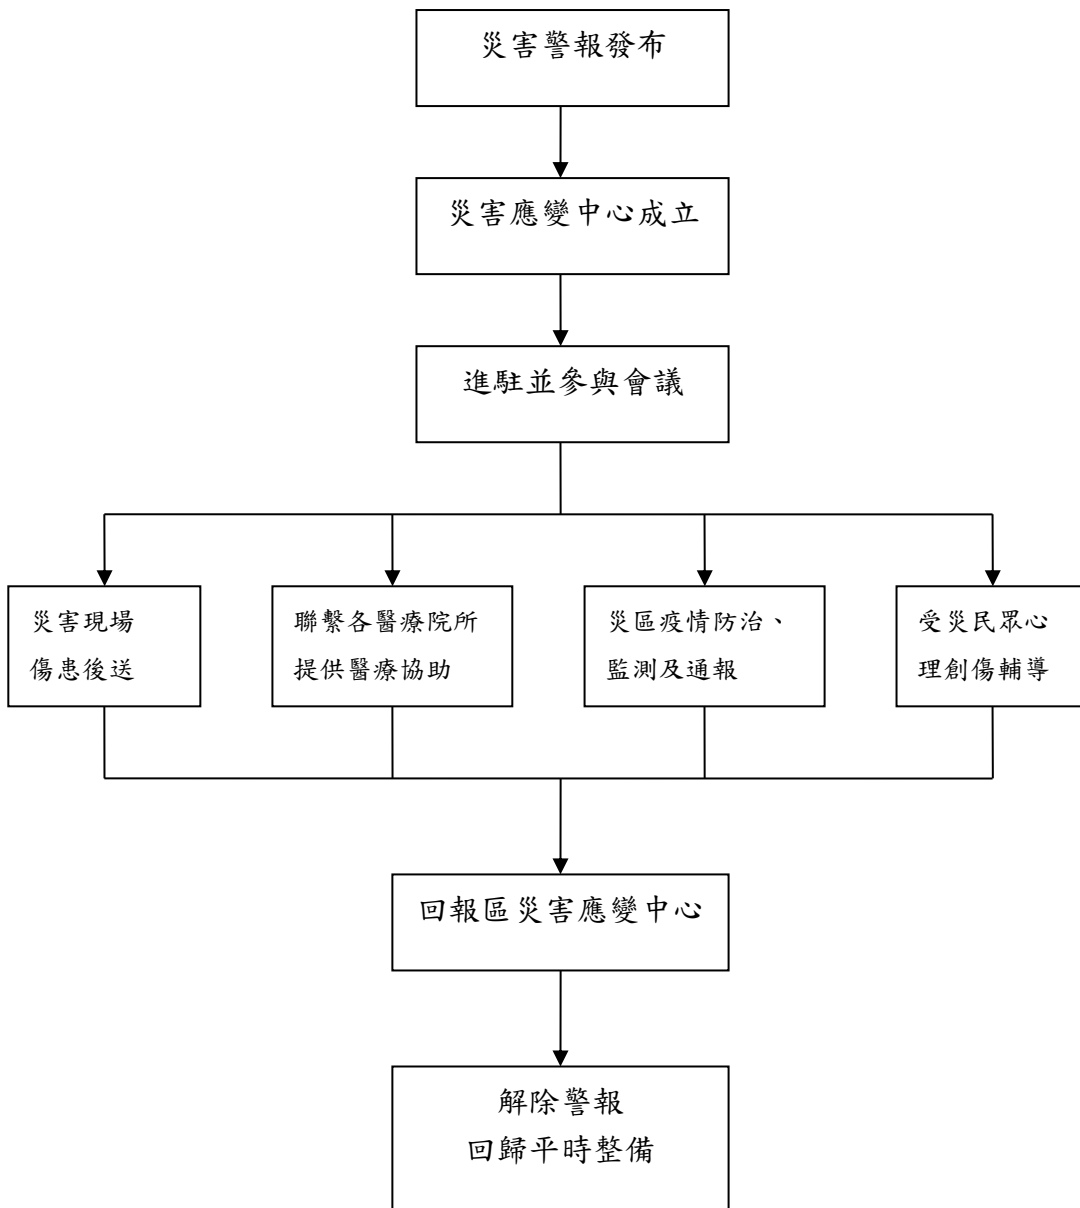 災害警報發布
災害應變中心成立
進駐並參與會議
災害現場
傷患後送
聯繫各醫療院所
提供醫療協助
災區疫情防治、
監測及通報
受災民眾心
理創傷輔導
回報區災害應變中心
解除警報
回歸平時整備